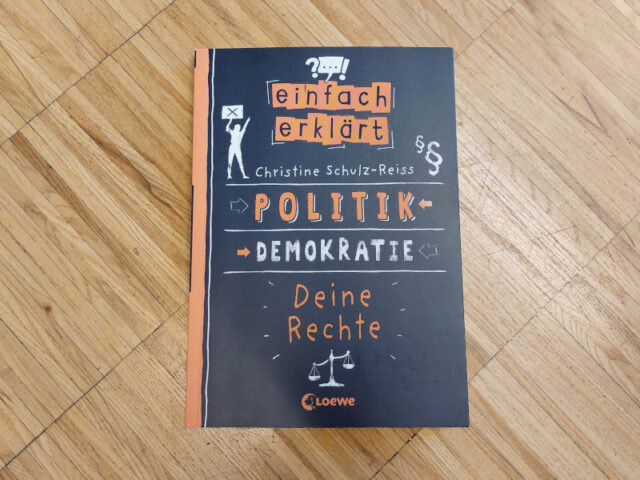 ?...!
einfach
erklärt
§§
Christine Schulz-Reiss
POLITIK
DEMOKRATIE
Deine
Rechte
LOEWE